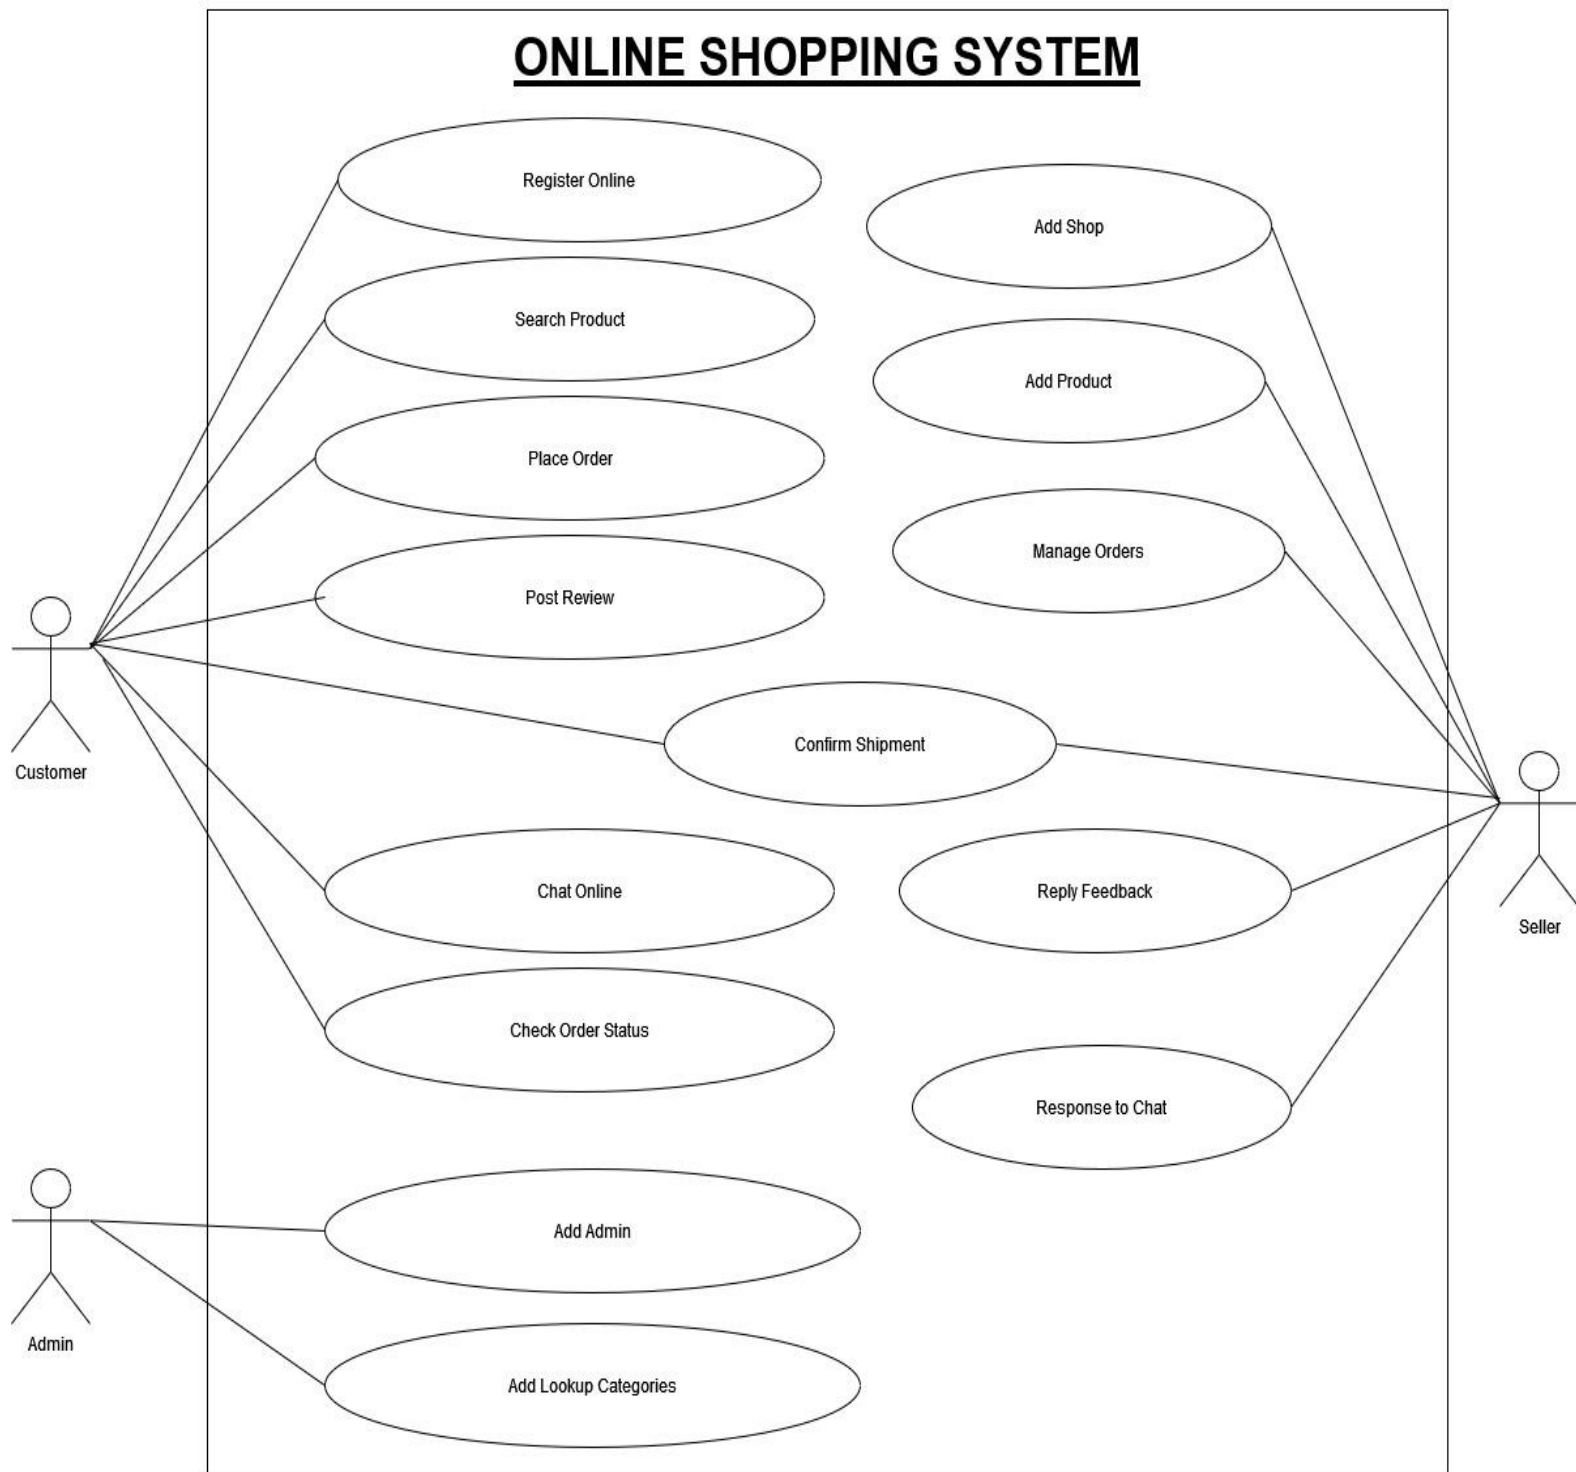 ONLINE SHOPPING SYSTEM
Register Online
Add Shop
Search Product
Add Product
Place Order
Manage Orders
Post Review
Confirm Shipment
Customer
Chat Online
Reply Feedback
Seller
Check Order Status
Response to Chat
Add Admin
Admin
Add Lookup Categories